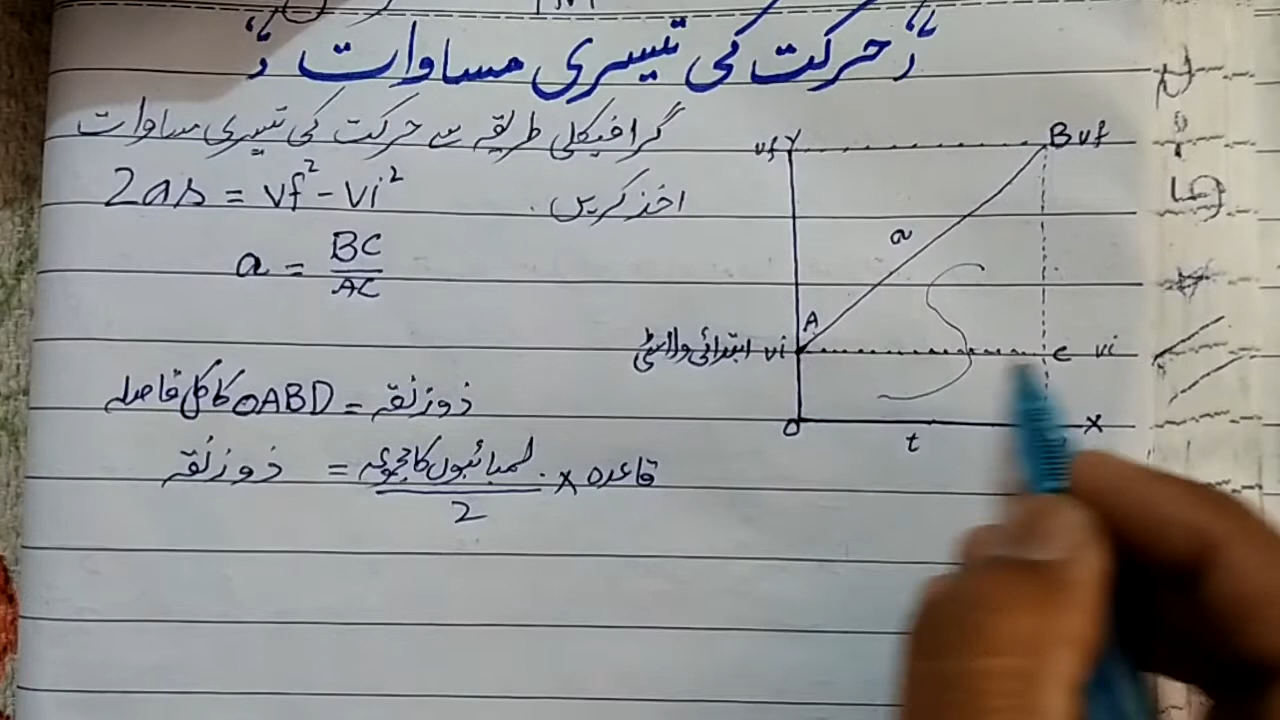 "حرکت کی تیسری مساوات"
گرافیکلی طریقہ سے حرکت کی تیسری مساوات
اخذ کریں. 2as = vf² - vi²
a = BC/AC
ذوزنقہ = OABD کا کل فاصلہ
ذوزنقہ = لمبائیوں کا مجموعہ/2 × قاعدہ
vf Y B vf
a
A
ابتدائی ولاسٹی vi C vi
S
O t X